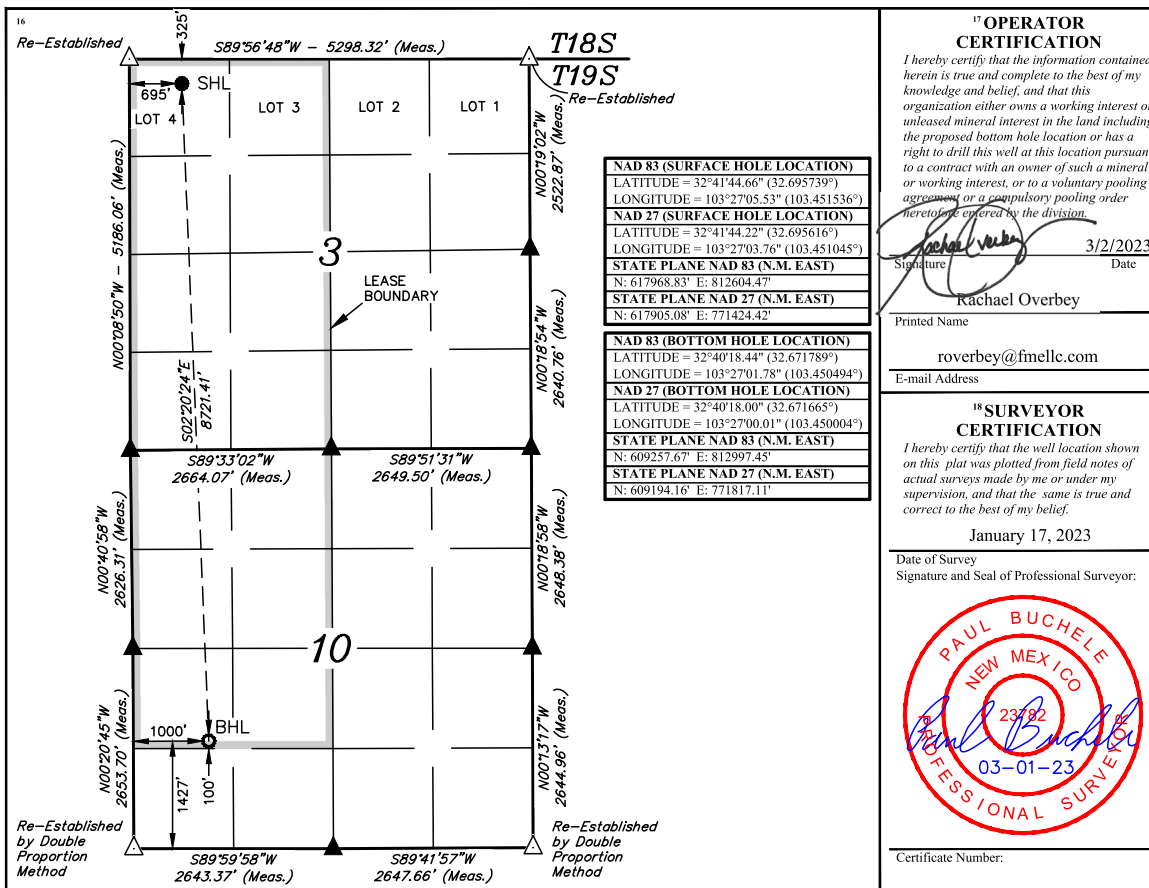 16
Re-Established
325'
S89°56'48"W - 5298.32' (Meas.)
T18S
T19S
Re-Established
695'
SHL
LOT 4
LOT 3
LOT 2
LOT 1
N00°08'50"W - 5186.06' (Meas.)
N00°19'02"W
2522.87' (Meas.)
3
LEASE
BOUNDARY
N00°18'54"W
2640.76' (Meas.)
S02°20'24"E
8721.41'
S89°33'02"W
2664.07' (Meas.)
S89°51'31"W
2649.50' (Meas.)
N00°40'58"W
2626.31' (Meas.)
N00°18'58"W
2648.38' (Meas.)
10
1000'
BHL
N00°20'45"W
2653.70' (Meas.)
1427'
100'
N00°13'17"W
2644.96' (Meas.)
Re-Established
by Double
Proportion
Method
S89°59'58"W
2643.37' (Meas.)
S89°41'57"W
2647.66' (Meas.)
Re-Established
by Double
Proportion
Method
NAD 83 (SURFACE HOLE LOCATION)
LATITUDE = 32°41'44.66" (32.695739°)
LONGITUDE = 103°27'05.53" (103.451536°)
NAD 27 (SURFACE HOLE LOCATION)
LATITUDE = 32°41'44.22" (32.695616°)
LONGITUDE = 103°27'03.76" (103.451045°)
STATE PLANE NAD 83 (N.M. EAST)
N: 617968.83' E: 812604.47'
STATE PLANE NAD 27 (N.M. EAST)
N: 617905.08' E: 771424.42'
NAD 83 (BOTTOM HOLE LOCATION)
LATITUDE = 32°40'18.44" (32.671789°)
LONGITUDE = 103°27'01.78" (103.450494°)
NAD 27 (BOTTOM HOLE LOCATION)
LATITUDE = 32°40'18.00" (32.671665°)
LONGITUDE = 103°27'00.01" (103.450004°)
STATE PLANE NAD 83 (N.M. EAST)
N: 609257.67' E: 812997.45'
STATE PLANE NAD 27 (N.M. EAST)
N: 609194.16' E: 771817.11'
17 OPERATOR
CERTIFICATION
I hereby certify that the information contained
herein is true and complete to the best of my
knowledge and belief, and that this
organization either owns a working interest or
unleased mineral interest in the land including
the proposed bottom hole location or has a
right to drill this well at this location pursuant
to a contract with an owner of such a mineral
or working interest, or to a voluntary pooling
agreement or a compulsory pooling order
heretofore entered by the division.
Rachael Overbey
3/2/2023
Signature Date
Rachael Overbey
Printed Name
roverbey@fmellc.com
E-mail Address
18 SURVEYOR
CERTIFICATION
I hereby certify that the well location shown
on this plat was plotted from field notes of
actual surveys made by me or under my
supervision, and that the same is true and
correct to the best of my belief.
January 17, 2023
Date of Survey
Signature and Seal of Professional Surveyor:
PAUL BUCHELE
NEW MEXICO
23782
Paul Buchele
03-01-23
PROFESSIONAL SURVEYOR
Certificate Number: